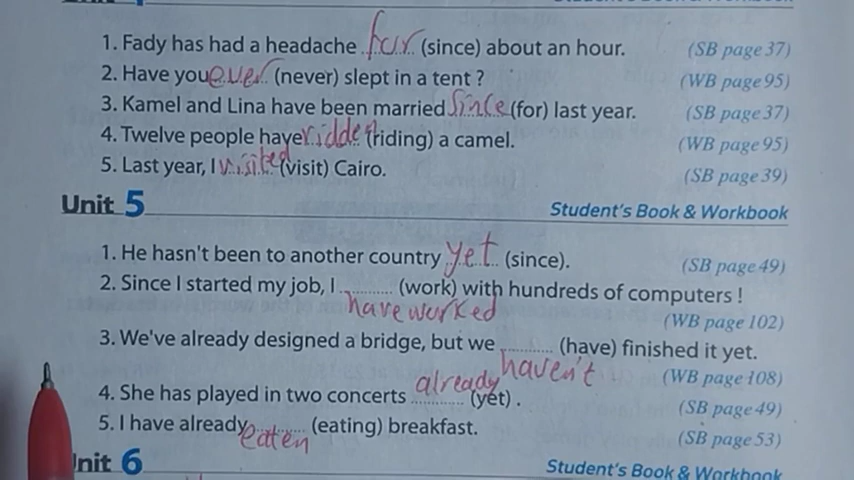 1. Fady has had a headache for (since) about an hour. (SB page 37)
2. Have you ever (never) slept in a tent ? (WB page 95)
3. Kamel and Lina have been married since (for) last year. (SB page 37)
4. Twelve people have ridden (riding) a camel. (WB page 95)
5. Last year, I visited (visit) Cairo. (SB page 39)
Unit 5 Student's Book & Workbook
1. He hasn't been to another country yet (since). (SB page 49)
2. Since I started my job, I .......... (work) with hundreds of computers !
have worked (WB page 102)
3. We've already designed a bridge, but we .......... (have) finished it yet.
haven't (WB page 108)
already
4. She has played in two concerts .......... (yet) . (SB page 49)
5. I have already .......... (eating) breakfast. (SB page 53)
eaten
Unit 6 Student's Book & Workbook